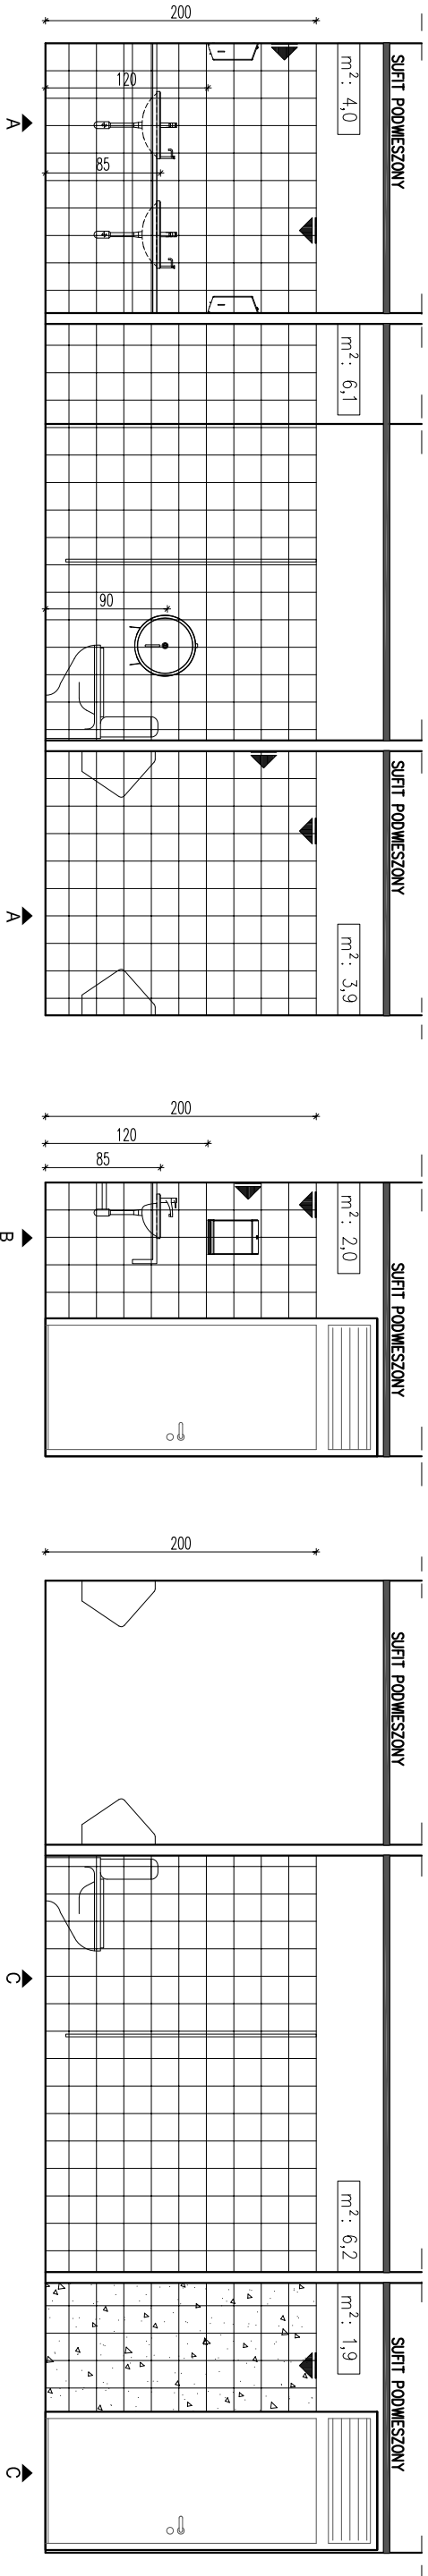 200
120
85
m²: 4,0
SUFIT PODWIESZONY
A
m²: 6,1
90
SUFIT PODWIESZONY
m²: 3,9
A
200
120
85
m²: 2,0
SUFIT PODWIESZONY
B
200
SUFIT PODWIESZONY
C
m²: 6,2
m²: 1,9
SUFIT PODWIESZONY
C